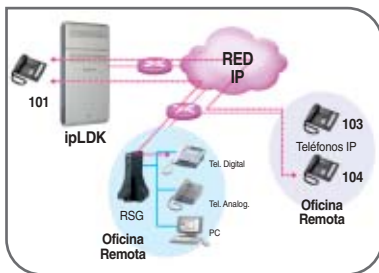 RED
IP
101
ipLDK
103
Teléfonos IP
104
Tel. Digital
Tel. Analog.
RSG
PC
Oficina
Remota
Oficina
Remota